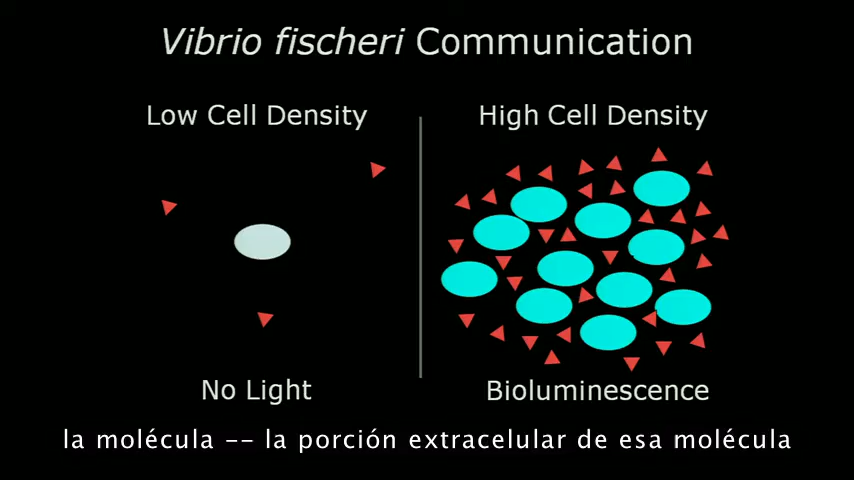 Vibrio fischeri Communication
Low Cell Density
High Cell Density
No Light
Bioluminescence
la molécula -- la porción extracelular de esa molécula